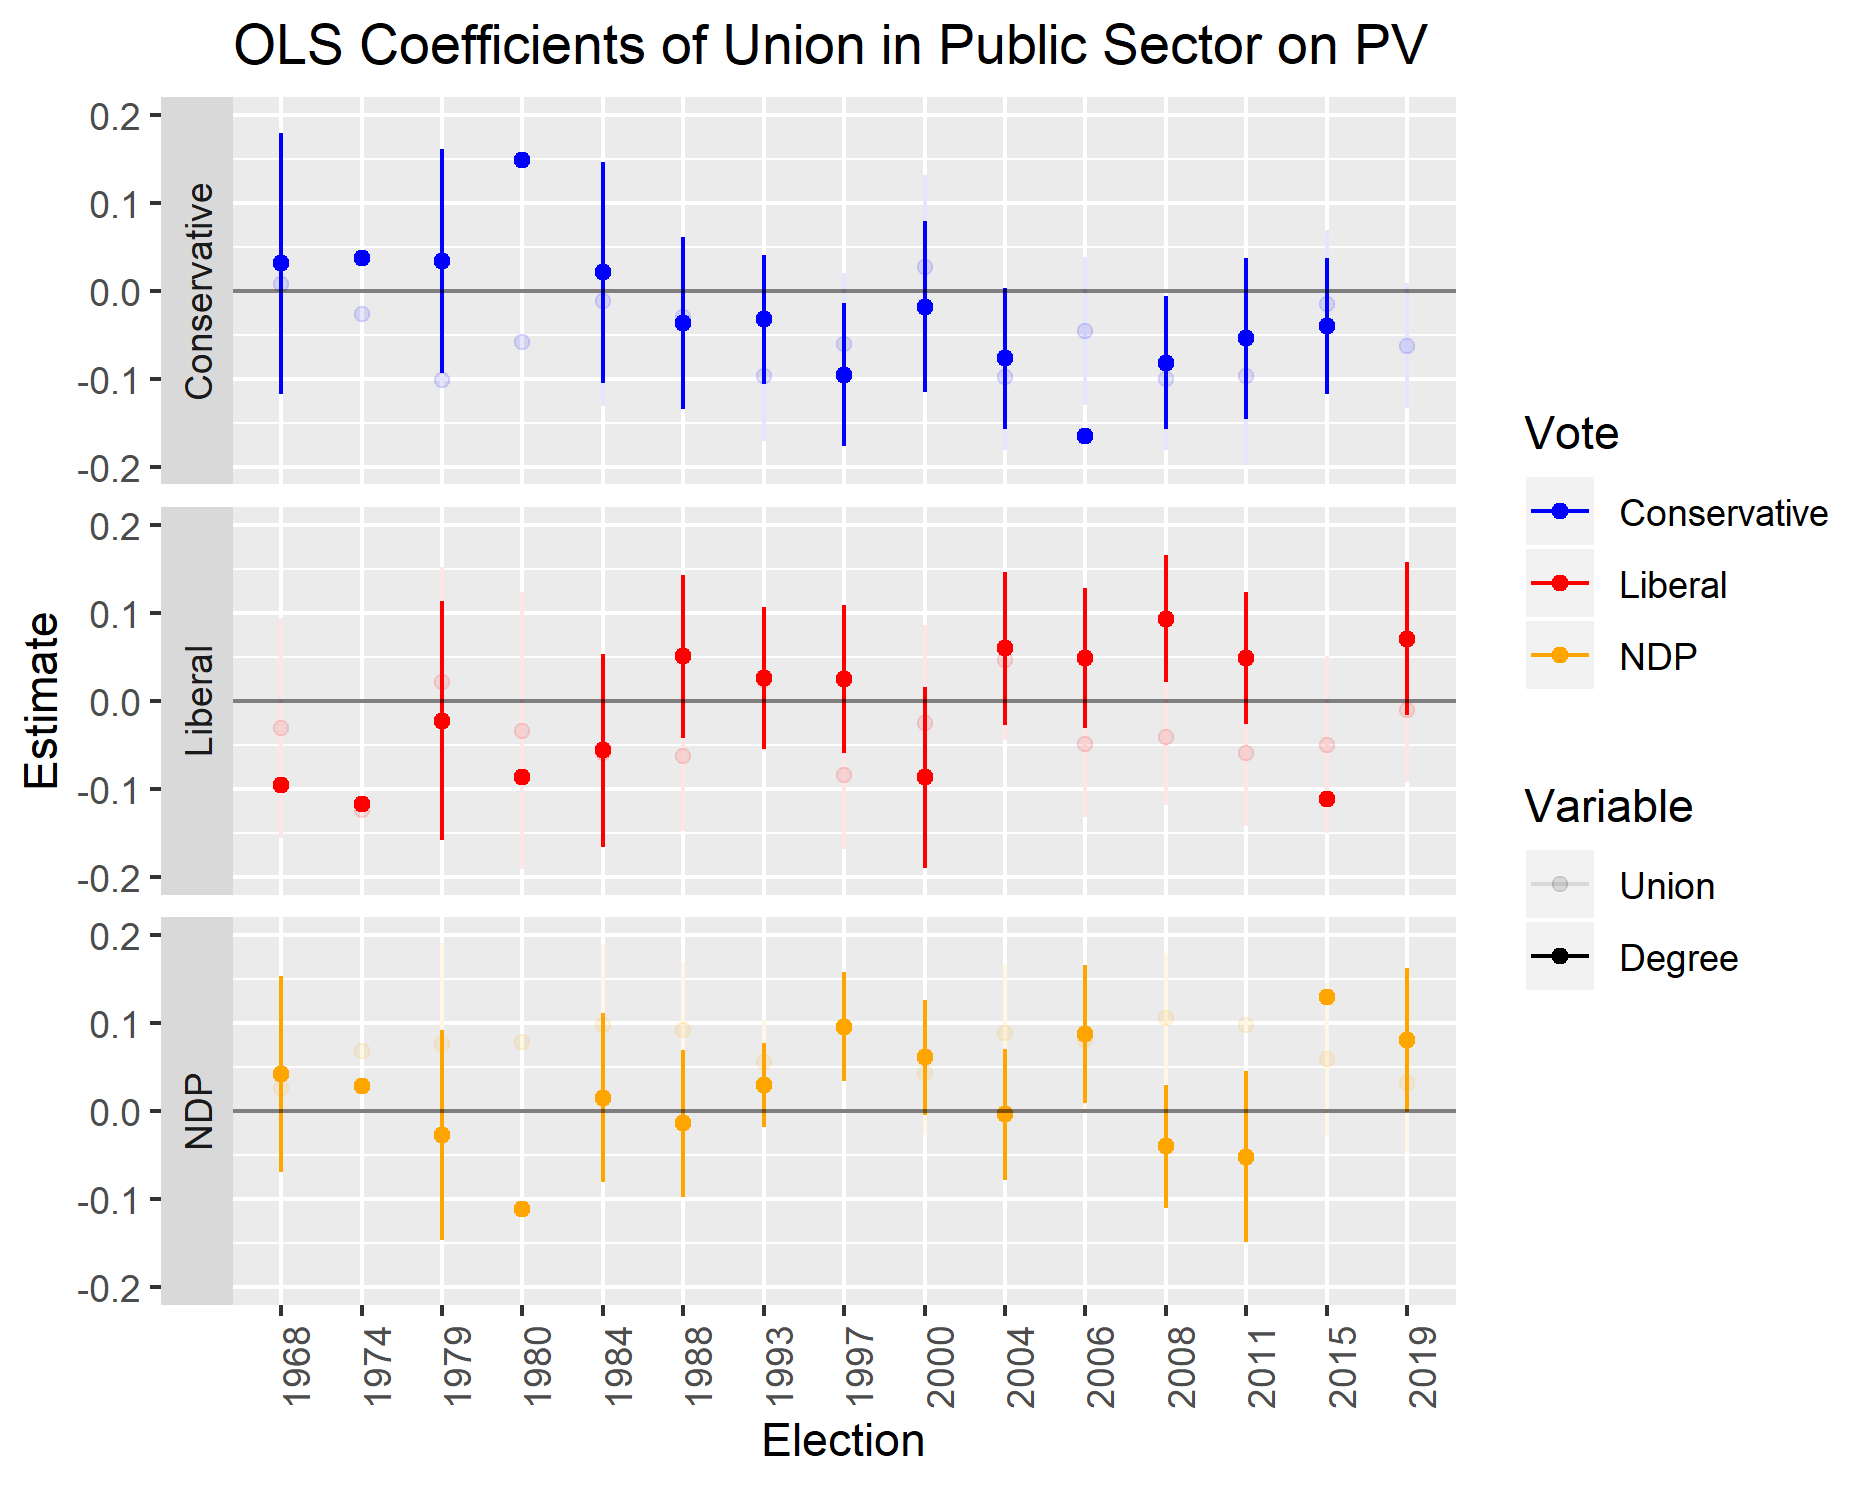 OLS Coefficients of Union in Public Sector on PV
Estimate
Conservative
0.2
0.1
0.0
-0.1
-0.2
Liberal
0.2
0.1
0.0
-0.1
-0.2
NDP
0.2
0.1
0.0
-0.1
-0.2
1968
1974
1979
1980
1984
1988
1993
1997
2000
2004
2006
2008
2011
2015
2019
Election
Vote
Conservative
Liberal
NDP
Variable
Union
Degree